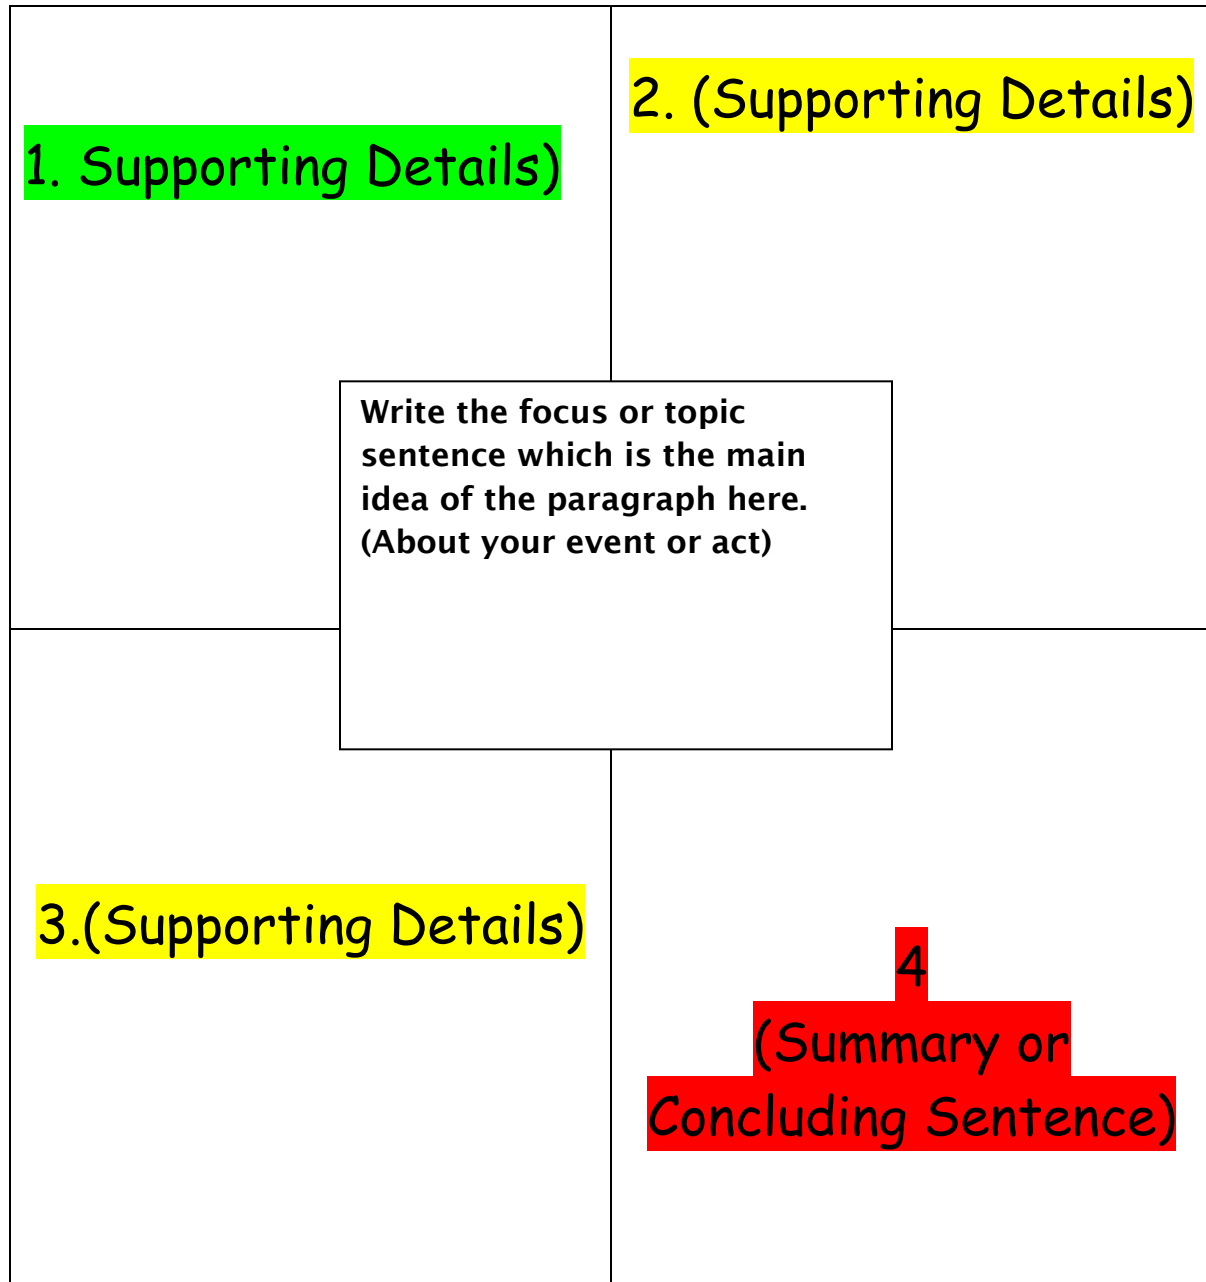 1. Supporting Details)
2. (Supporting Details)
Write the focus or topic
sentence which is the main
idea of the paragraph here.
(About your event or act)
3.(Supporting Details)
4
(Summary or
Concluding Sentence)